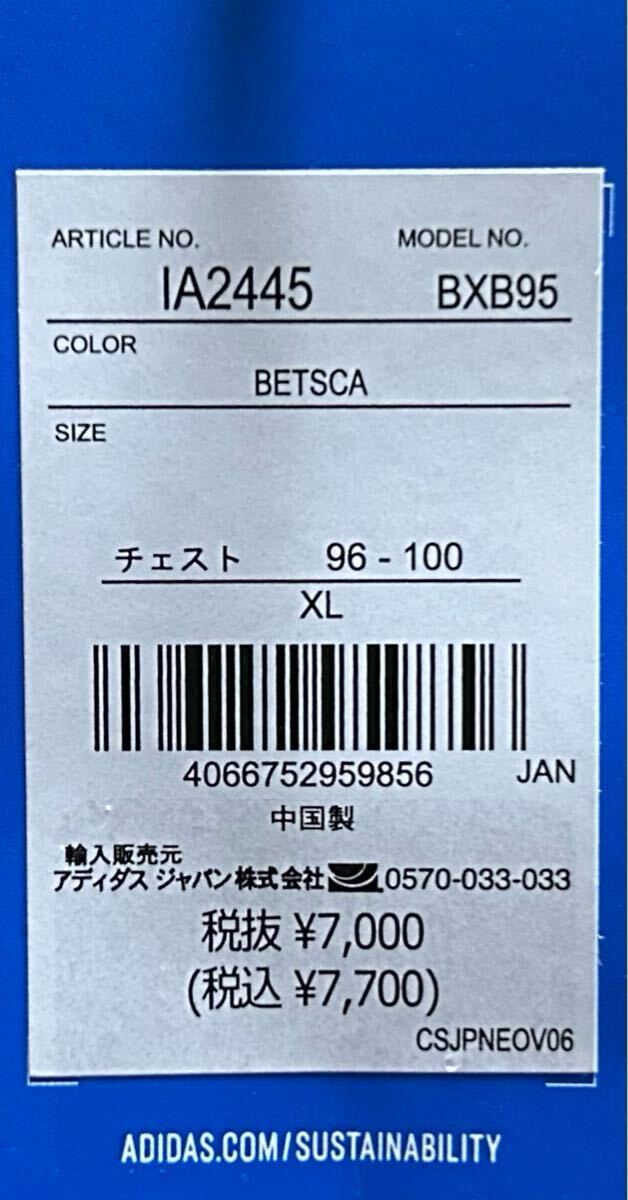 ARTICLE NO. MODEL NO.
IA2445 BXB95
COLOR
BETSCA
SIZE
チェスト 96 - 100
XL
4066752959856 JAN
中国製
輸入販売元
アディダス ジャパン株式会社 0570-033-033
税抜 ¥7,000
(税込 ¥7,700)
CSJPNEOV06
ADIDAS.COM/SUSTAINABILITY